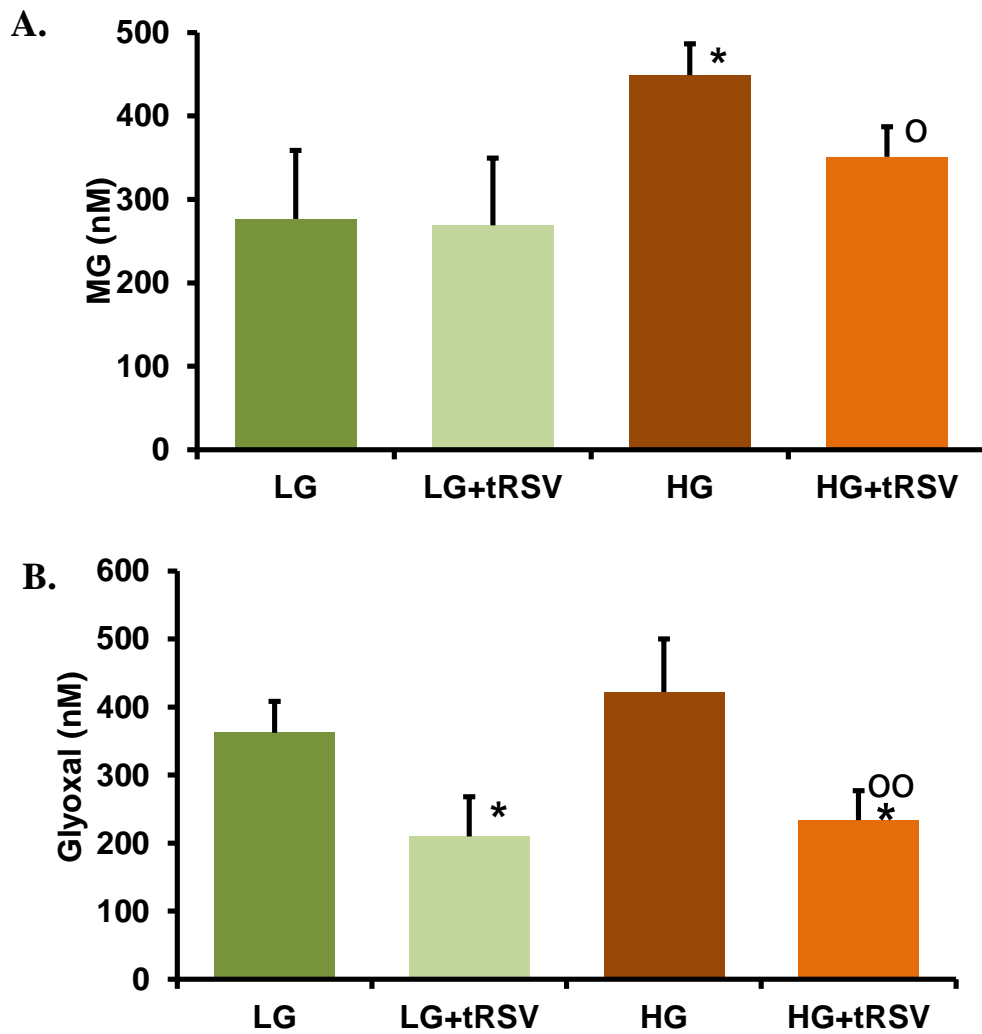 A.
MG (nM)
500
400
300
200
100
0
*
O
LG LG+tRSV HG HG+tRSV
B.
Glyoxal (nM)
600
500
400
300
200
100
0
*
OO
*
LG LG+tRSV HG HG+tRSV